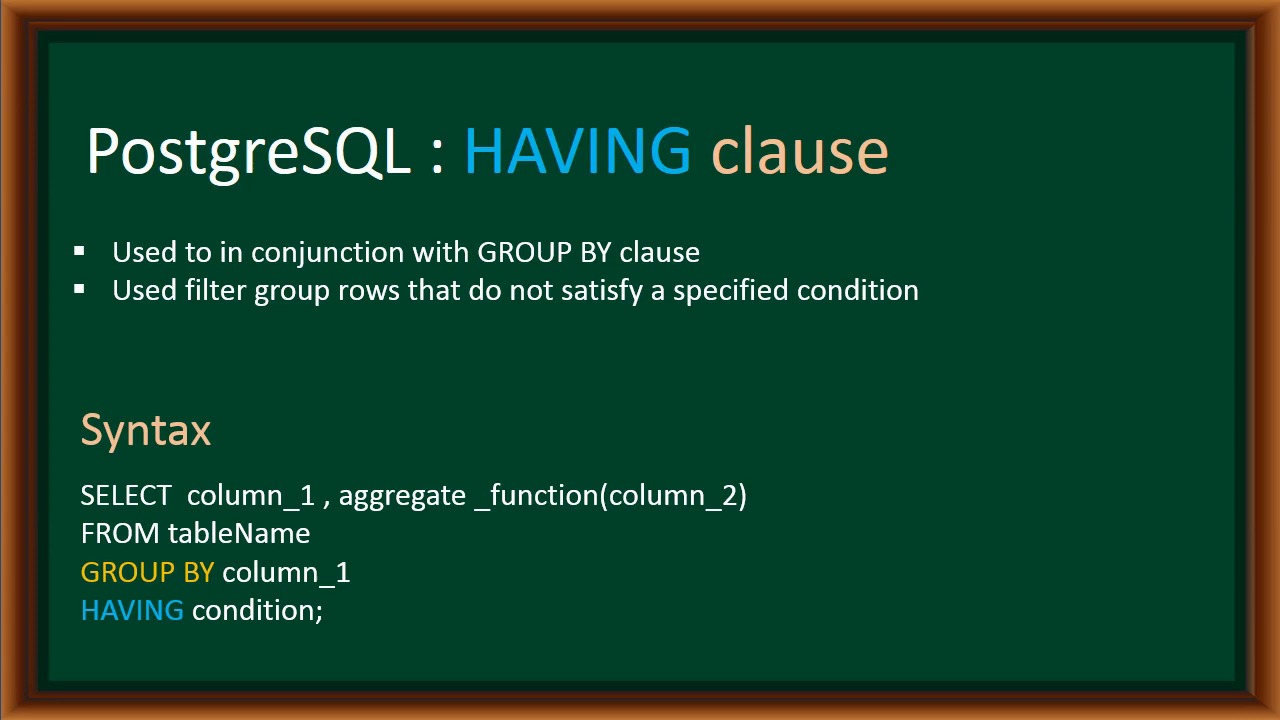 PostgreSQL : HAVING clause
▪ Used to in conjunction with GROUP BY clause
▪ Used filter group rows that do not satisfy a specified condition
Syntax
SELECT  column_1 , aggregate _function(column_2)
FROM tableName
GROUP BY column_1
HAVING condition;